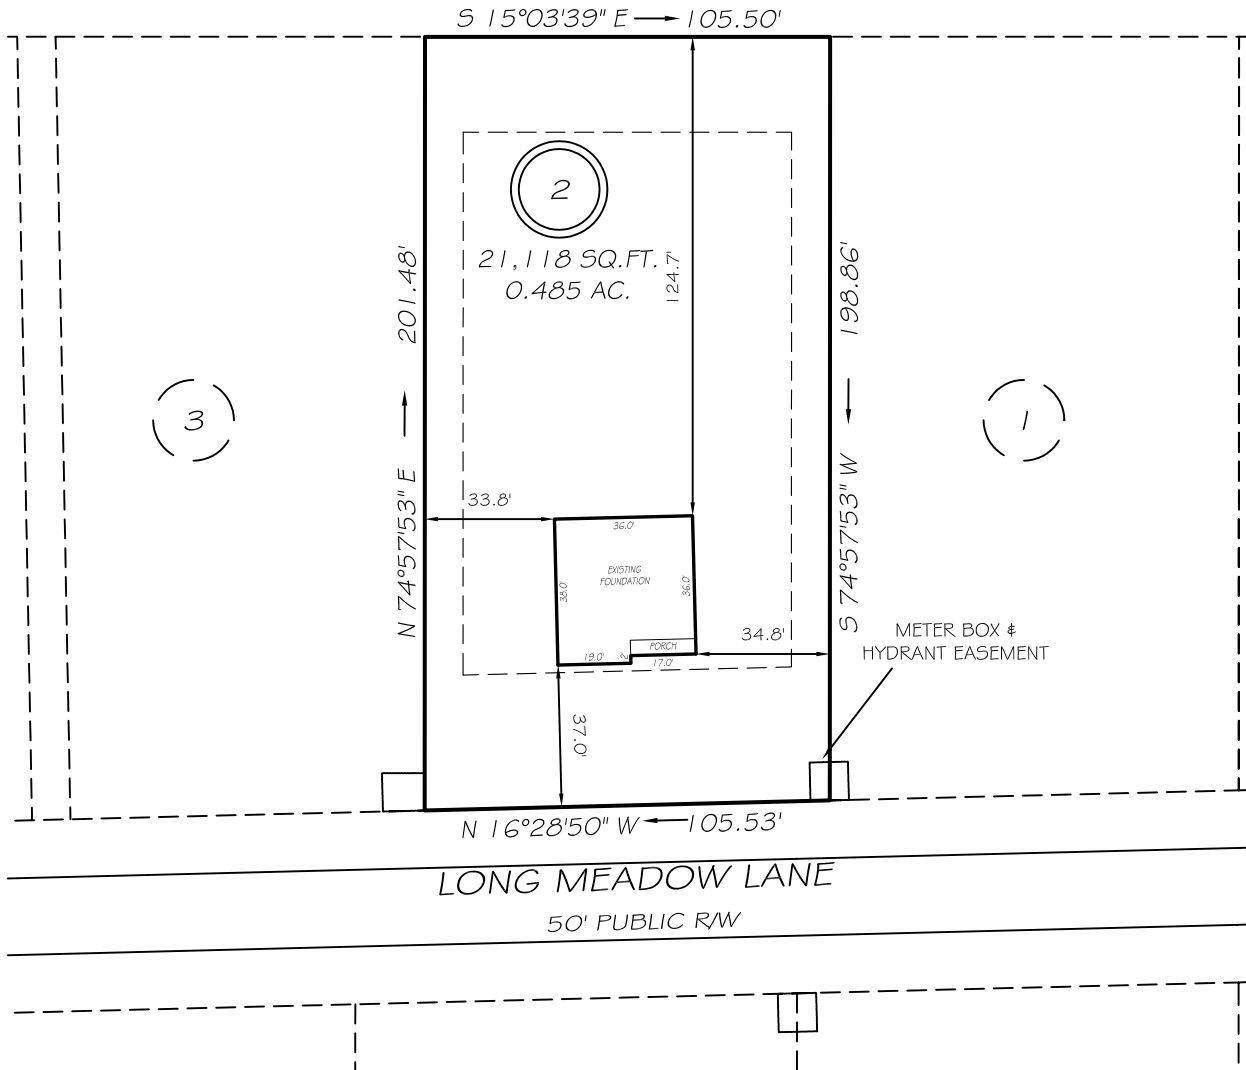 S 15°03'39" E 105.50'
2
21,118 SQ.FT.
0.485 AC.
124.7'
201.48'
N 74°57'53" E
198.86'
S 74°57'53" W
3
1
33.8'
36.0'
EXISTING
FOUNDATION
38.0'
36.0'
PORCH
19.0'
2'
17.0'
34.8'
METER BOX &
HYDRANT EASEMENT
37.0'
N 16°28'50" W 105.53'
LONG MEADOW LANE
50' PUBLIC R/W